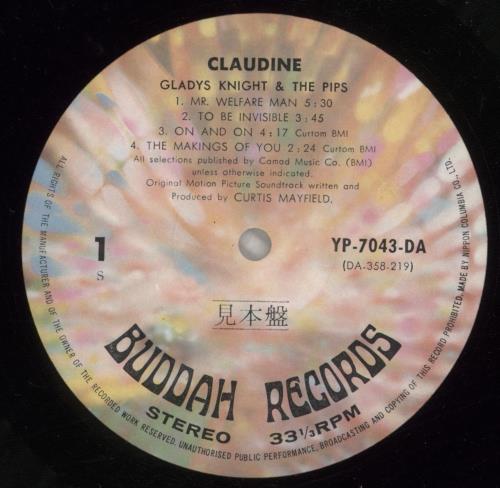 CLAUDINE
GLADYS KNIGHT & THE PIPS
1. MR. WELFARE MAN 5:30
2. TO BE INVISIBLE 3:45
3. ON AND ON 4:17 Curtom BMI
4. THE MAKINGS OF YOU 2:24 Curtom BMI
All selections published by Camad Music Co. (BMI)
unless otherwise indicated.
Original Motion Picture Soundtrack written and
Produced by CURTIS MAYFIELD.
1
S
YP-7043-DA
(DA-358-219)
見本盤
BUDDAH RECORDS
STEREO 33⅓RPM
ALL RIGHTS OF THE MANUFACTURER AND OF THE OWNER OF THE RECORDED WORK RESERVED. UNAUTHORISED PUBLIC PERFORMANCE, BROADCASTING AND COPYING OF THIS RECORD PROHIBITED. MADE BY NIPPON COLUMBIA CO., LTD.